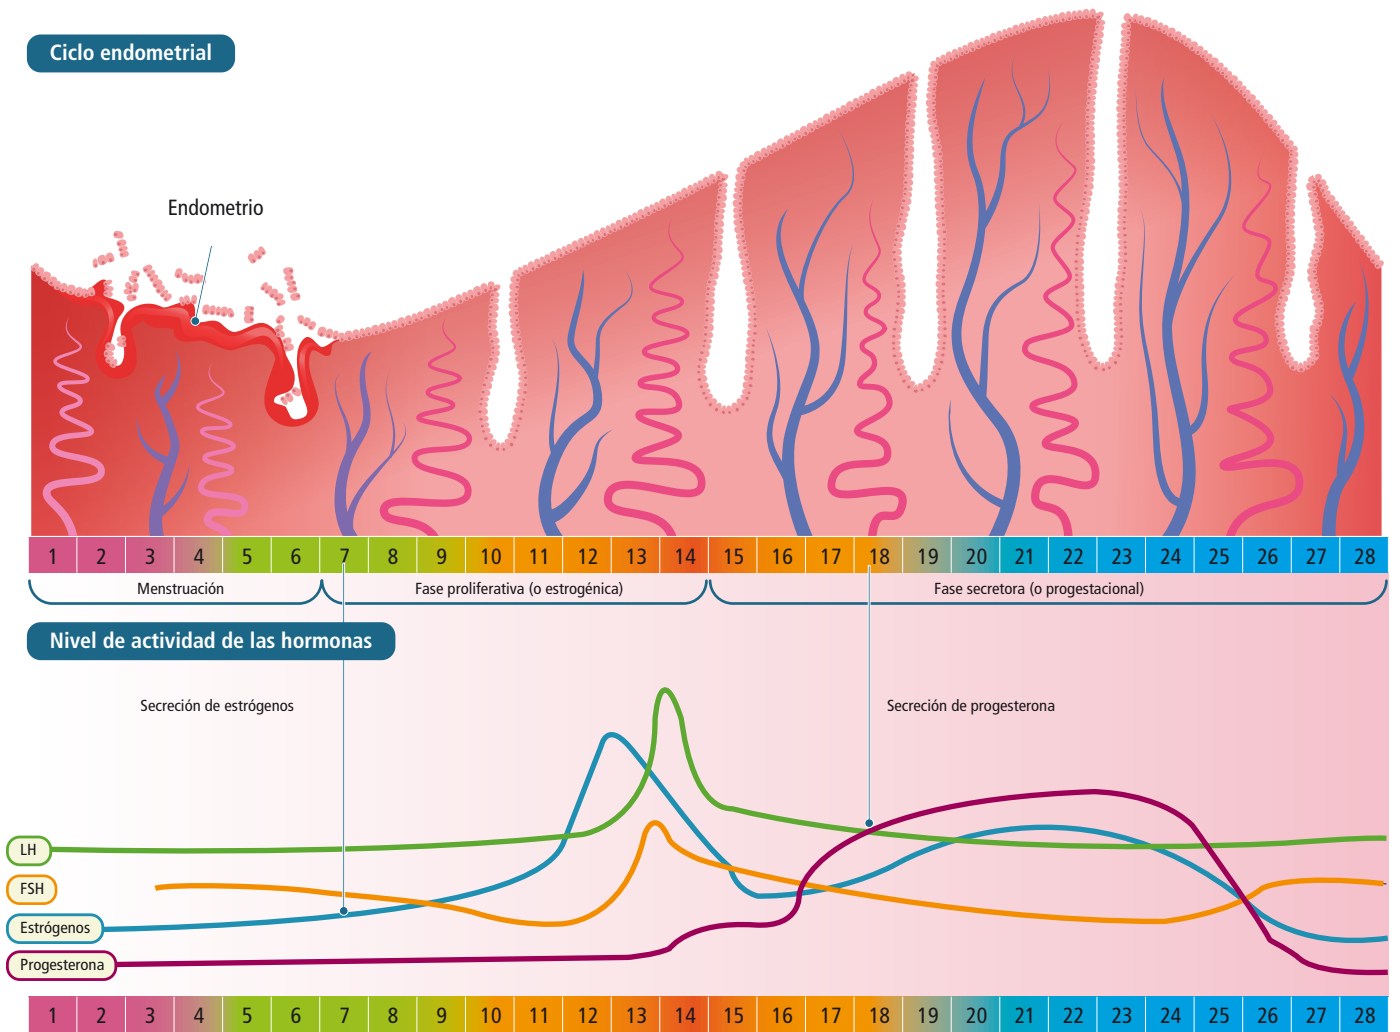 Ciclo endometrial
Endometrio
1 2 3 4 5 6 7 8 9 10 11 12 13 14 15 16 17 18 19 20 21 22 23 24 25 26 27 28
Menstruación Fase proliferativa (o estrogénica) Fase secretora (o progestacional)
Nivel de actividad de las hormonas
Secreción de estrógenos Secreción de progesterona
LH
FSH
Estrógenos
Progesterona
1 2 3 4 5 6 7 8 9 10 11 12 13 14 15 16 17 18 19 20 21 22 23 24 25 26 27 28